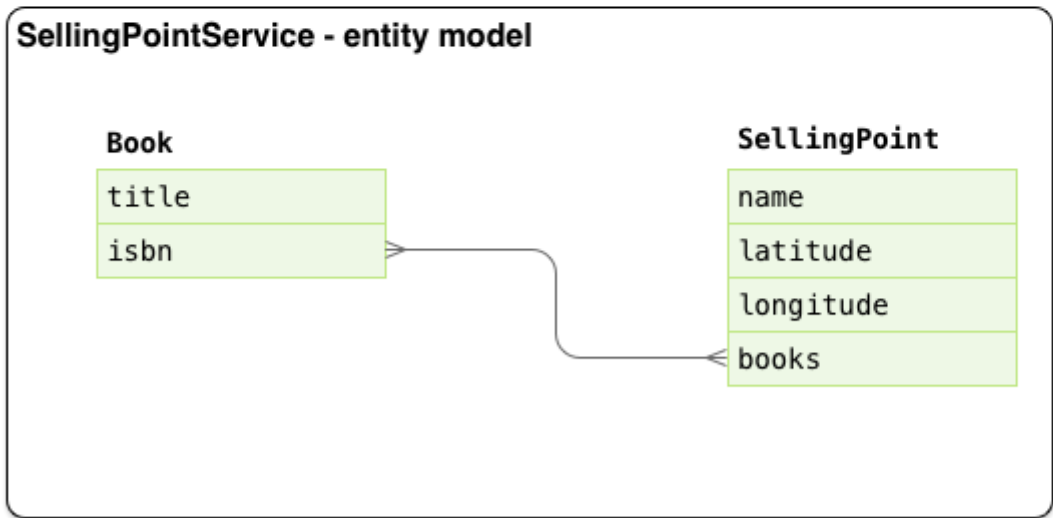 SellingPointService - entity model
Book
title
isbn
SellingPoint
name
latitude
longitude
books